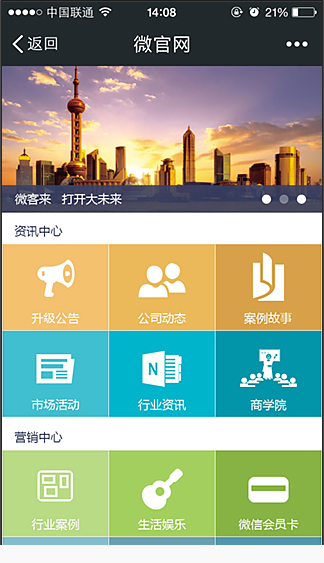 中国联通 14:08 21%
返回 微官网
微客来 打开大未来
资讯中心
升级公告 公司动态 案例故事
N
市场活动 行业资讯 商学院
营销中心
行业案例 生活娱乐 微信会员卡